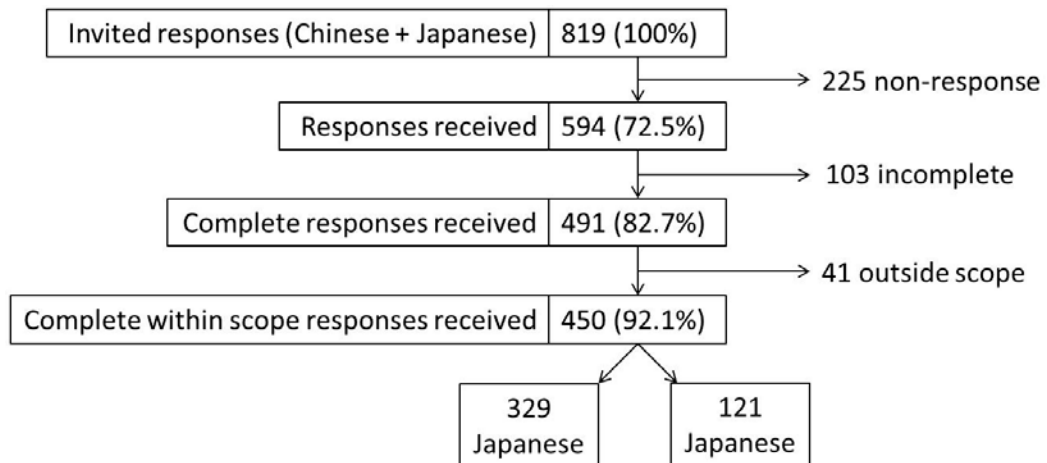 Invited responses (Chinese + Japanese) 819 (100%)
225 non-response
Responses received 594 (72.5%)
103 incomplete
Complete responses received 491 (82.7%)
41 outside scope
Complete within scope responses received 450 (92.1%)
329 121
Japanese Japanese